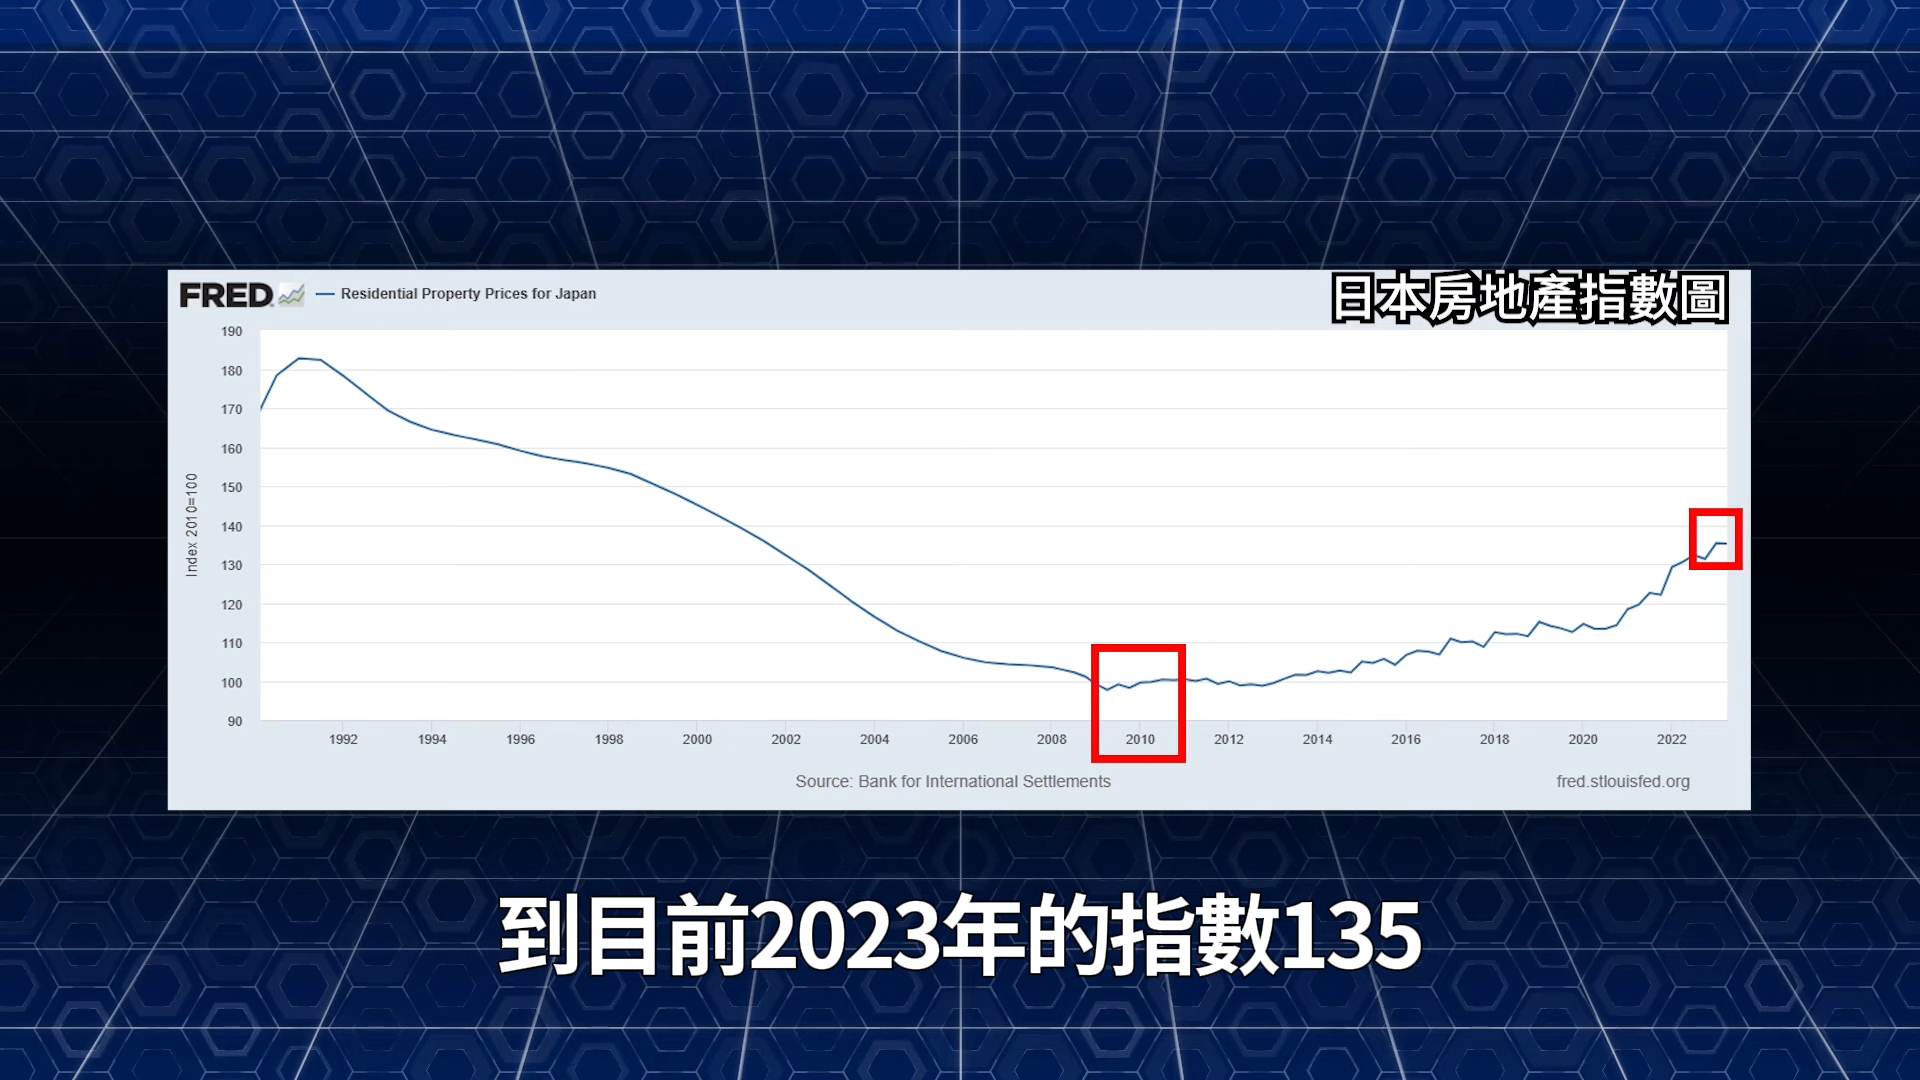 FRED
Residential Property Prices for Japan
日本房地產指數圖
190
180
170
160
150
140
130
120
110
100
90
Index 2010=100
1992 1994 1996 1998 2000 2002 2004 2006 2008 2010 2012 2014 2016 2018 2020 2022
Source: Bank for International Settlements
fred.stlouisfed.org
到目前2023年的指數135